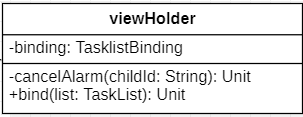 viewHolder
-binding: TasklistBinding
-cancelAlarm(childId: String): Unit
+bind(list: TaskList): Unit